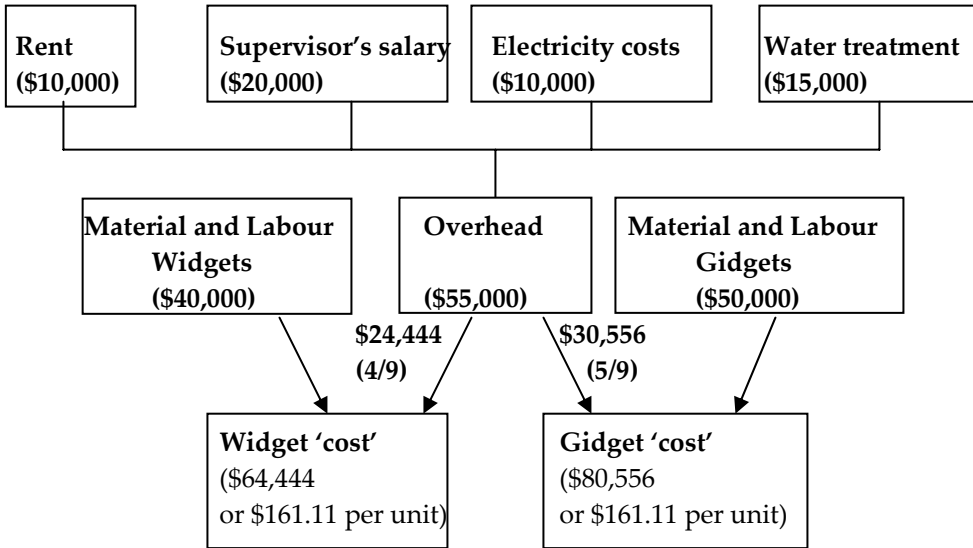 Rent
($10,000)
Supervisor’s salary
($20,000)
Electricity costs
($10,000)
Water treatment
($15,000)
Material and Labour
Widgets
($40,000)
Overhead
($55,000)
Material and Labour
Gidgets
($50,000)
$24,444
(4/9)
$30,556
(5/9)
Widget ‘cost’
($64,444
or $161.11 per unit)
Gidget ‘cost’
($80,556
or $161.11 per unit)